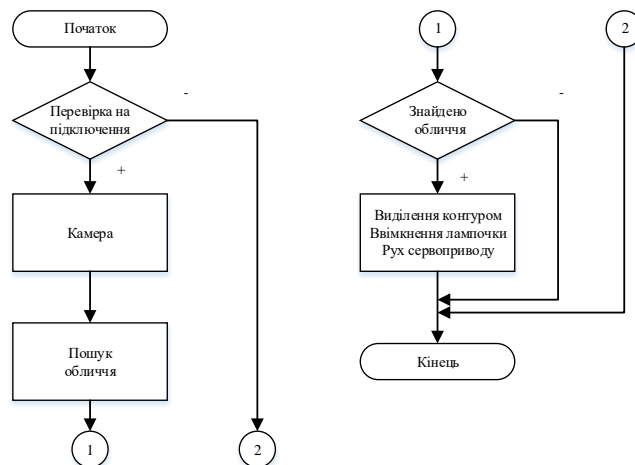 Початок
Перевірка на
підключення
-
+
Камера
Пошук
обличчя
1
2
1
2
Знайдено
обличчя
-
+
Виділення контуром
Ввімкнення лампочки
Рух сервоприводу
Кінець